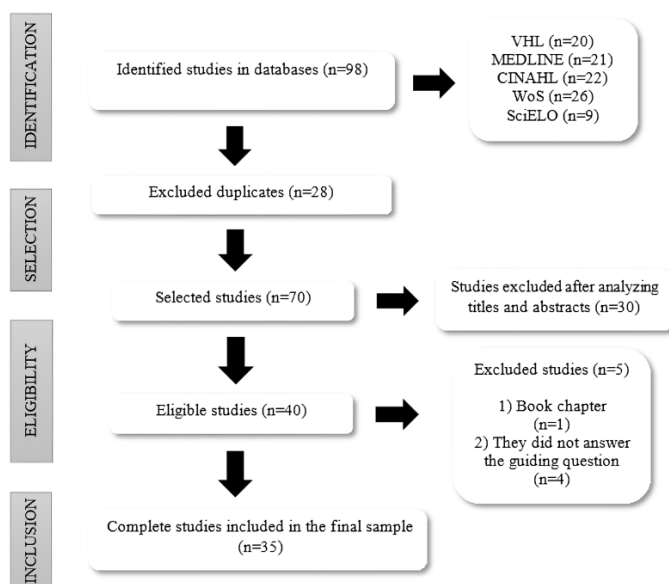 IDENTIFICATION
Identified studies in databases (n=98)
VHL (n=20)
MEDLINE (n=21)
CINAHL (n=22)
WoS (n=26)
SciELO (n=9)
Excluded duplicates (n=28)
SELECTION
Selected studies (n=70)
Studies excluded after analyzing
titles and abstracts (n=30)
ELIGIBILITY
Eligible studies (n=40)
Excluded studies (n=5)
1) Book chapter
(n=1)
2) They did not answer
the guiding question
(n=4)
INCLUSION
Complete studies included in the final sample
(n=35)